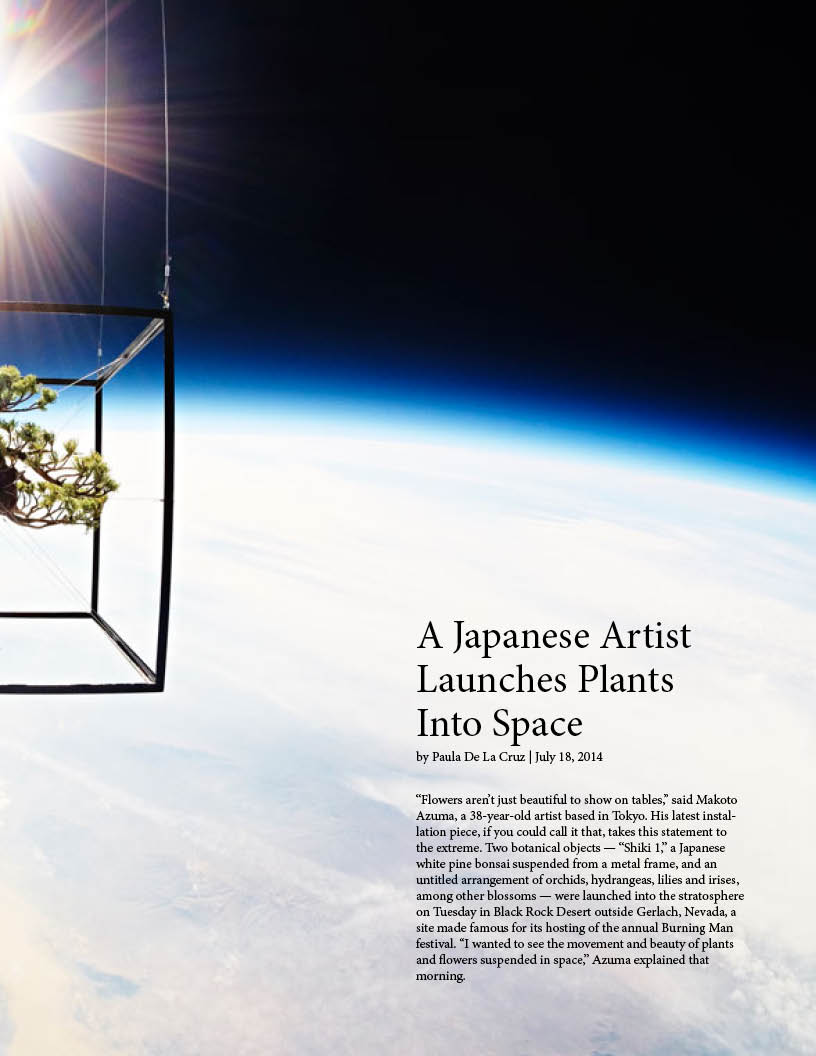 A Japanese Artist
Launches Plants
Into Space
by Paula De La Cruz | July 18, 2014
“Flowers aren’t just beautiful to show on tables,” said Makoto
Azuma, a 38-year-old artist based in Tokyo. His latest instal-
lation piece, if you could call it that, takes this statement to
the extreme. Two botanical objects — “Shiki 1,” a Japanese
white pine bonsai suspended from a metal frame, and an
untitled arrangement of orchids, hydrangeas, lilies and irises,
among other blossoms — were launched into the stratosphere
on Tuesday in Black Rock Desert outside Gerlach, Nevada, a
site made famous for its hosting of the annual Burning Man
festival. “I wanted to see the movement and beauty of plants
and flowers suspended in space,” Azuma explained that
morning.